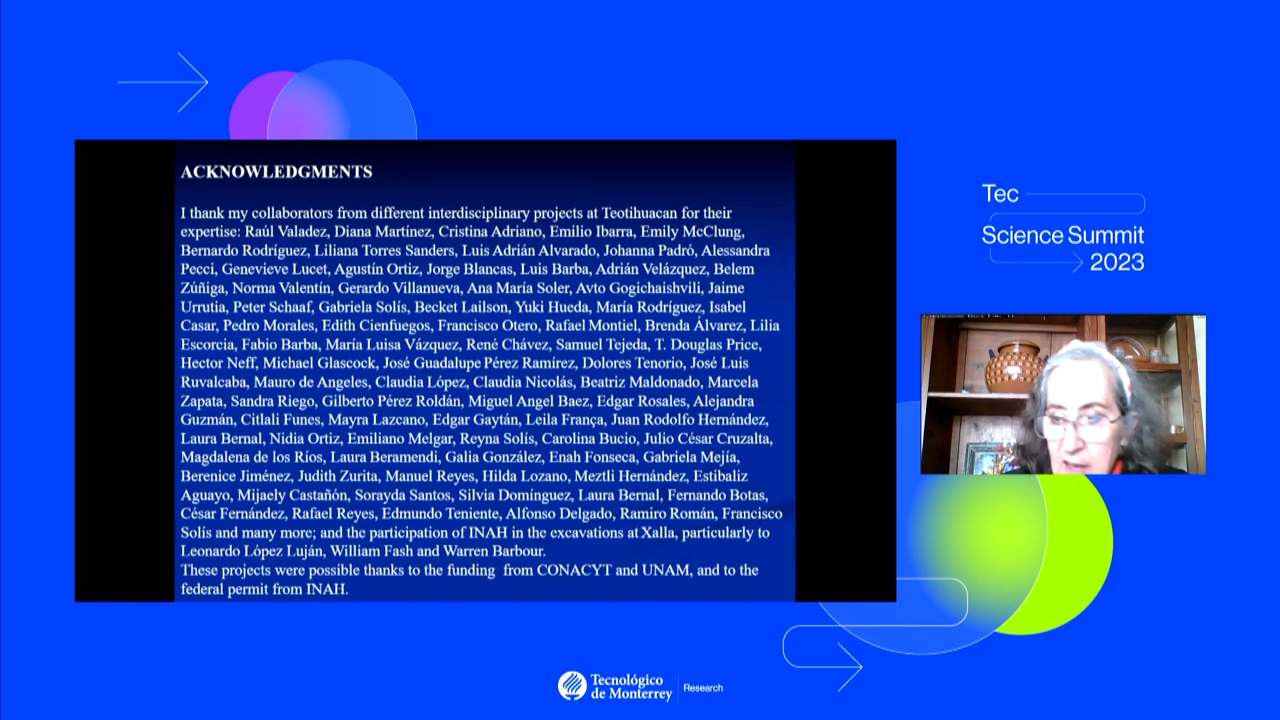 ACKNOWLEDGMENTS
I thank my collaborators from different interdisciplinary projects at Teotihuacan for their
expertise: Raúl Valadez, Diana Martínez, Cristina Adriano, Emilio Ibarra, Emily McClung,
Bernardo Rodríguez, Liliana Torres Sanders, Luis Adrián Alvarado, Johanna Padró, Alessandra
Pecci, Genevieve Lucet, Agustín Ortiz, Jorge Blancas, Luis Barba, Adrián Velázquez, Belem
Zúñiga, Norma Valentín, Gerardo Villanueva, Ana María Soler, Avto Gogichaishvili, Jaime
Urrutia, Peter Schaaf, Gabriela Solís, Becket Lailson, Yuki Hueda, María Rodríguez, Isabel
Casar, Pedro Morales, Edith Cienfuegos, Francisco Otero, Rafael Montiel, Brenda Álvarez, Lilia
Escorcia, Fabio Barba, María Luisa Vázquez, René Chávez, Samuel Tejeda, T. Douglas Price,
Hector Neff, Michael Glascock, José Guadalupe Pérez Ramírez, Dolores Tenorio, José Luis
Ruvalcaba, Mauro de Angeles, Claudia López, Claudia Nicolás, Beatriz Maldonado, Marcela
Zapata, Sandra Riego, Gilberto Pérez Roldán, Miguel Angel Baez, Edgar Rosales, Alejandra
Guzmán, Citlali Funes, Mayra Lazcano, Edgar Gaytán, Leila França, Juan Rodolfo Hernández,
Laura Bernal, Nidia Ortiz, Emiliano Melgar, Reyna Solís, Carolina Bucio, Julio César Cruzalta,
Magdalena de los Ríos, Laura Beramendi, Galia González, Enah Fonseca, Gabriela Mejía,
Berenice Jiménez, Judith Zurita, Manuel Reyes, Hilda Lozano, Meztli Hernández, Estibaliz
Aguayo, Mijaely Castañón, Sorayda Santos, Silvia Domínguez, Laura Bernal, Fernando Botas,
César Fernández, Rafael Reyes, Edmundo Teniente, Alfonso Delgado, Ramiro Román, Francisco
Solís and many more; and the participation of INAH in the excavations at Xalla, particularly to
Leonardo López Luján, William Fash and Warren Barbour.
These projects were possible thanks to the funding from CONACYT and UNAM, and to the
federal permit from INAH.
Tec
Science Summit
2023
Tecnológico
de Monterrey
Research